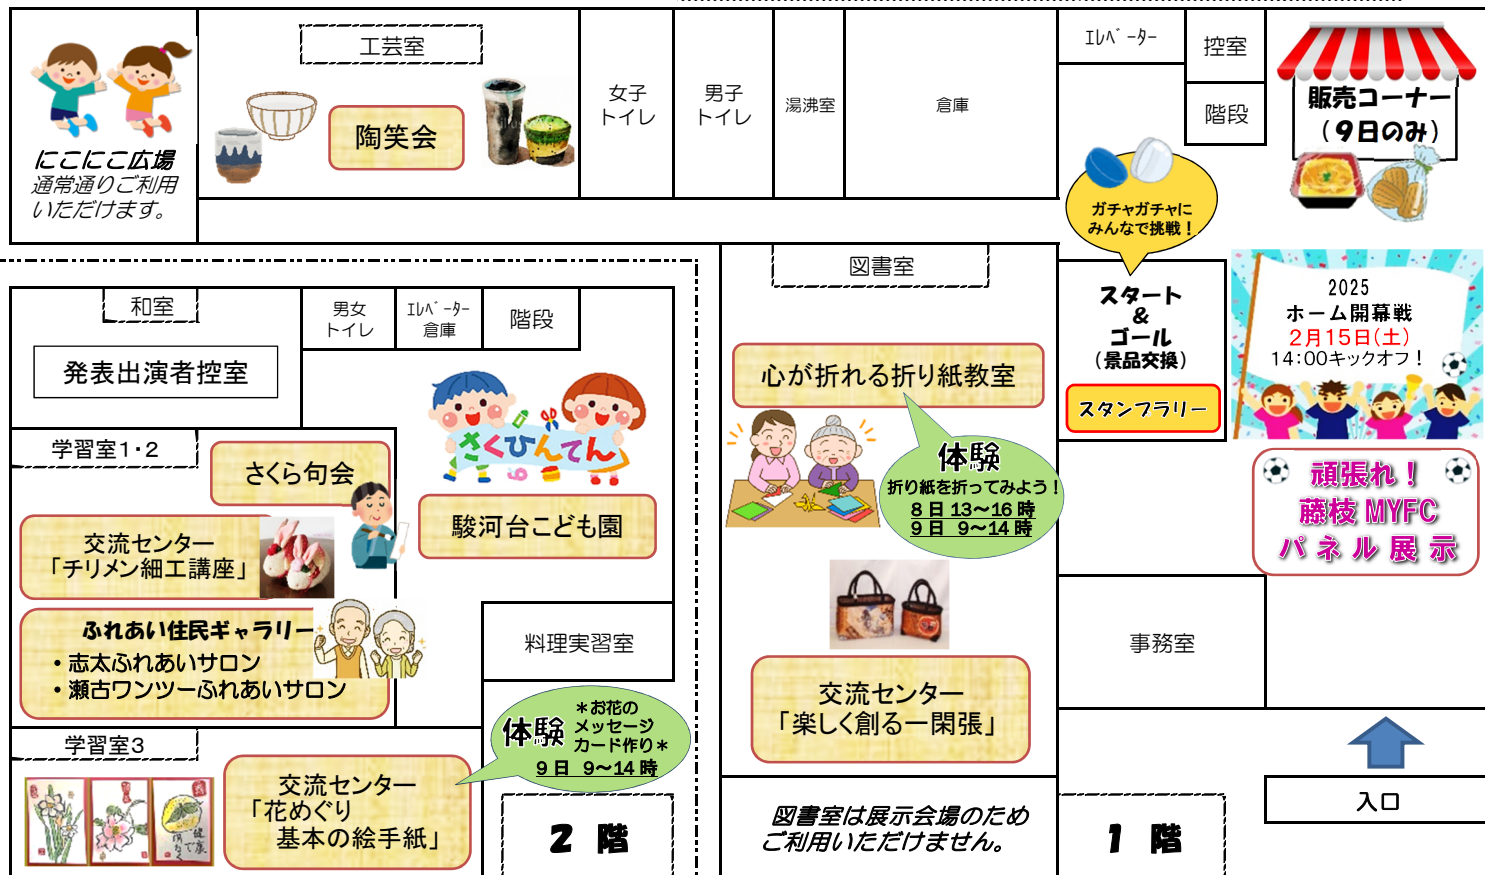 工芸室
陶笑会
にこにこ広場
通常通りご利用
いただけます。
女子
トイレ
男子
トイレ
湯沸室
倉庫
ｴﾚﾍﾞｰﾀｰ
控室
階段
販売コーナー
（９日のみ）
ガチャガチャに
みんなで挑戦！
スタート
&
ゴール
（景品交換）
スタンプラリー
2025
ホーム開幕戦
2月15日(土)
14:00キックオフ！
頑張れ！
藤枝 MYFC
パネル展示
図書室
心が折れる折り紙教室
体験
折り紙を折ってみよう！
８日 13～16時
９日 9～14時
交流センター
「楽しく創る一閑張」
図書室は展示会場のため
ご利用いただけません。
事務室
入口
１階
和室
発表出演者控室
男女
トイレ
ｴﾚﾍﾞｰﾀｰ
倉庫
階段
さくひんてん
駿河台こども園
学習室１・２
さくら句会
交流センター
「チリメン細工講座」
ふれあい住民ギャラリー
・志太ふれあいサロン
・瀬古ワンツーふれあいサロン
料理実習室
体験
＊お花の
メッセージ
カード作り＊
９日 9～14時
学習室３
交流センター
「花めぐり
基本の絵手紙」
２階